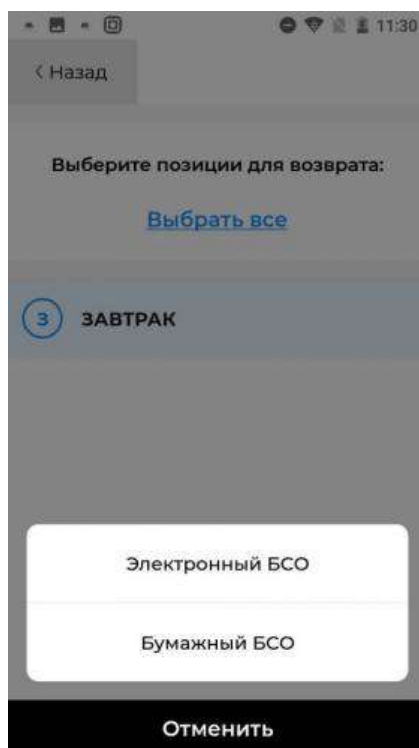 11:30
< Назад
Выберите позиции для возврата:
Выбрать все
3 ЗАВТРАК
Электронный БСО
Бумажный БСО
Отменить